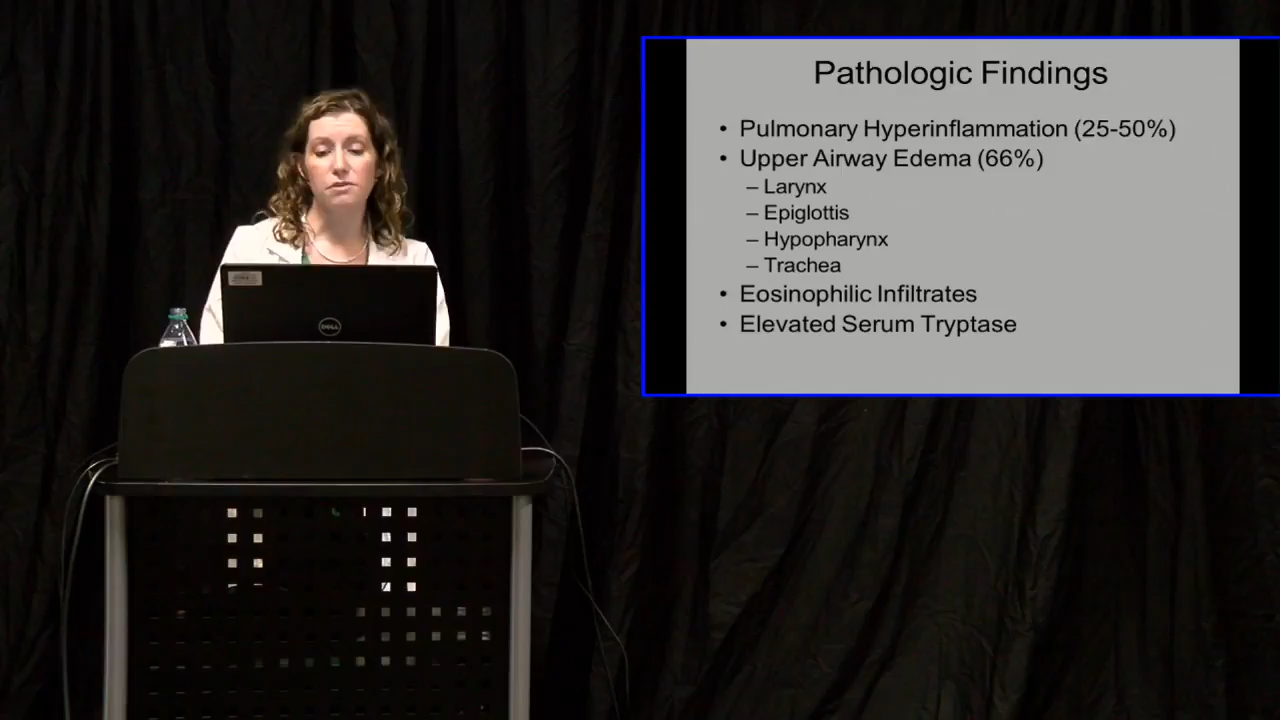 Pathologic Findings
• Pulmonary Hyperinflammation (25-50%)
• Upper Airway Edema (66%)
– Larynx
– Epiglottis
– Hypopharynx
– Trachea
• Eosinophilic Infiltrates
• Elevated Serum Tryptase
DELL